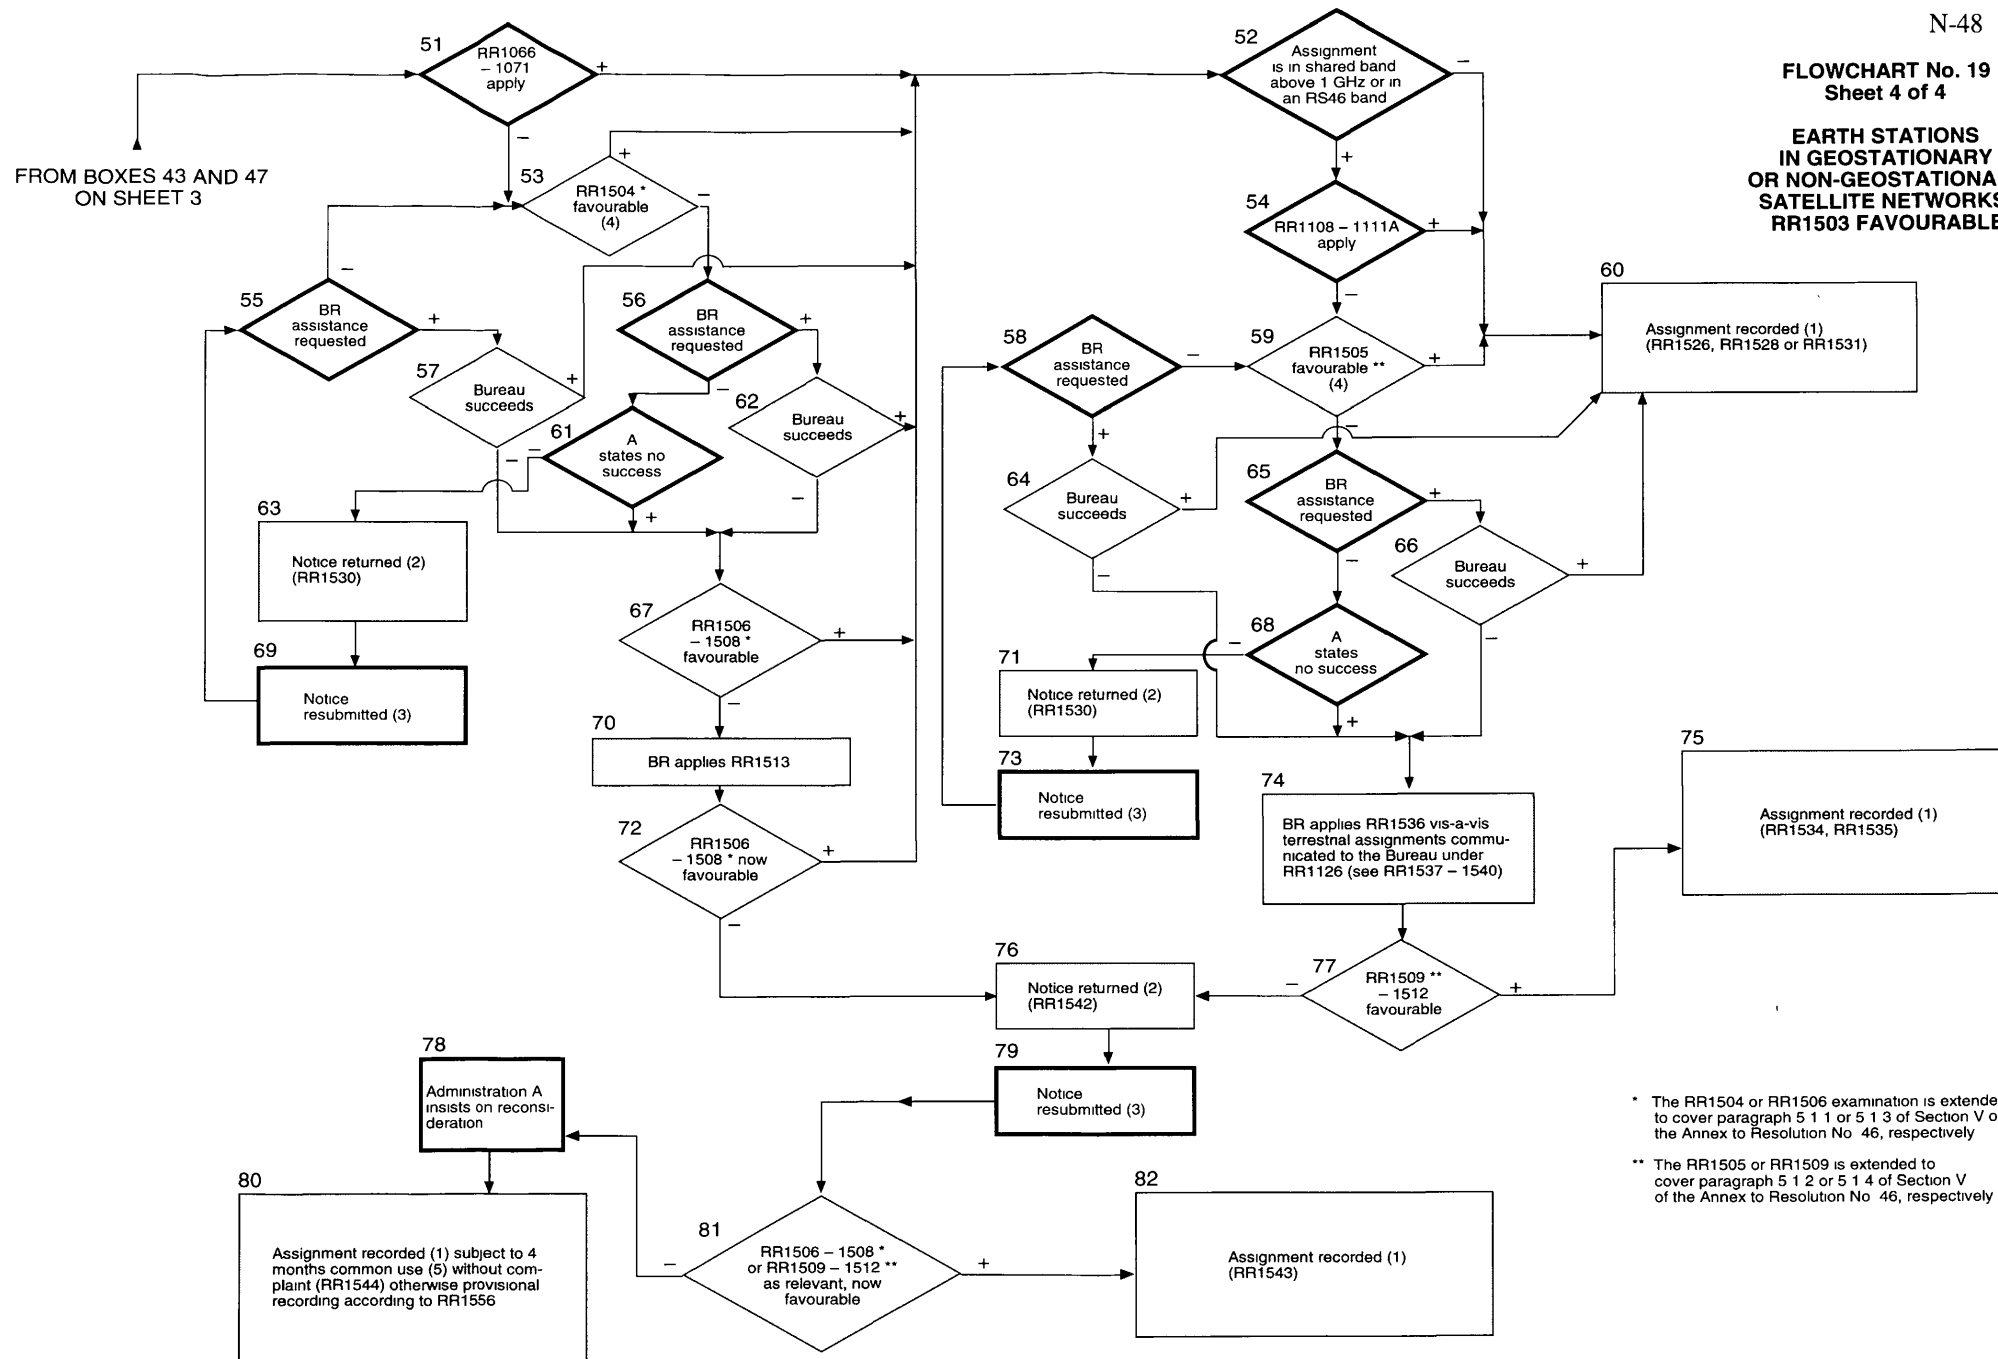 N-48
FLOWCHART No. 19
Sheet 4 of 4
EARTH STATIONS
IN GEOSTATIONARY
OR NON-GEOSTATIONA
SATELLITE NETWORKS
RR1503 FAVOURABLE
FROM BOXES 43 AND 47
ON SHEET 3
51
RR1066
– 1071
apply
+
–
52
Assignment
is in shared band
above 1 GHz or in
an RS46 band
–
+
53
RR1504 *
favourable
(4)
+
–
54
RR1108 – 1111A
apply
+
–
55
BR
assistance
requested
–
+
56
BR
assistance
requested
+
–
57
Bureau
succeeds
+
–
58
BR
assistance
requested
–
+
59
RR1505
favourable **
(4)
+
–
60
Assignment recorded (1)
(RR1526, RR1528 or RR1531)
61
A
states no
success
–
+
62
Bureau
succeeds
+
–
63
Notice returned (2)
(RR1530)
64
Bureau
succeeds
+
–
65
BR
assistance
requested
+
–
66
Bureau
succeeds
+
–
67
RR1506
– 1508 *
favourable
+
–
68
A
states
no success
–
+
69
Notice
resubmitted (3)
70
BR applies RR1513
71
Notice returned (2)
(RR1530)
72
RR1506
– 1508 * now
favourable
+
–
73
Notice
resubmitted (3)
74
BR applies RR1536 vis-a-vis
terrestrial assignments commu-
nicated to the Bureau under
RR1126 (see RR1537 – 1540)
75
Assignment recorded (1)
(RR1534, RR1535)
76
Notice returned (2)
(RR1542)
77
RR1509 **
– 1512
favourable
–
+
78
Administration A
insists on reconsi-
deration
79
Notice
resubmitted (3)
80
Assignment recorded (1) subject to 4
months common use (5) without com-
plaint (RR1544) otherwise provisional
recording according to RR1556
81
RR1506 – 1508 *
or RR1509 – 1512 **
as relevant, now
favourable
–
+
82
Assignment recorded (1)
(RR1543)
* The RR1504 or RR1506 examination is extende
to cover paragraph 5 1 1 or 5 1 3 of Section V o
the Annex to Resolution No 46, respectively
** The RR1505 or RR1509 is extended to
cover paragraph 5 1 2 or 5 1 4 of Section V
of the Annex to Resolution No 46, respectively